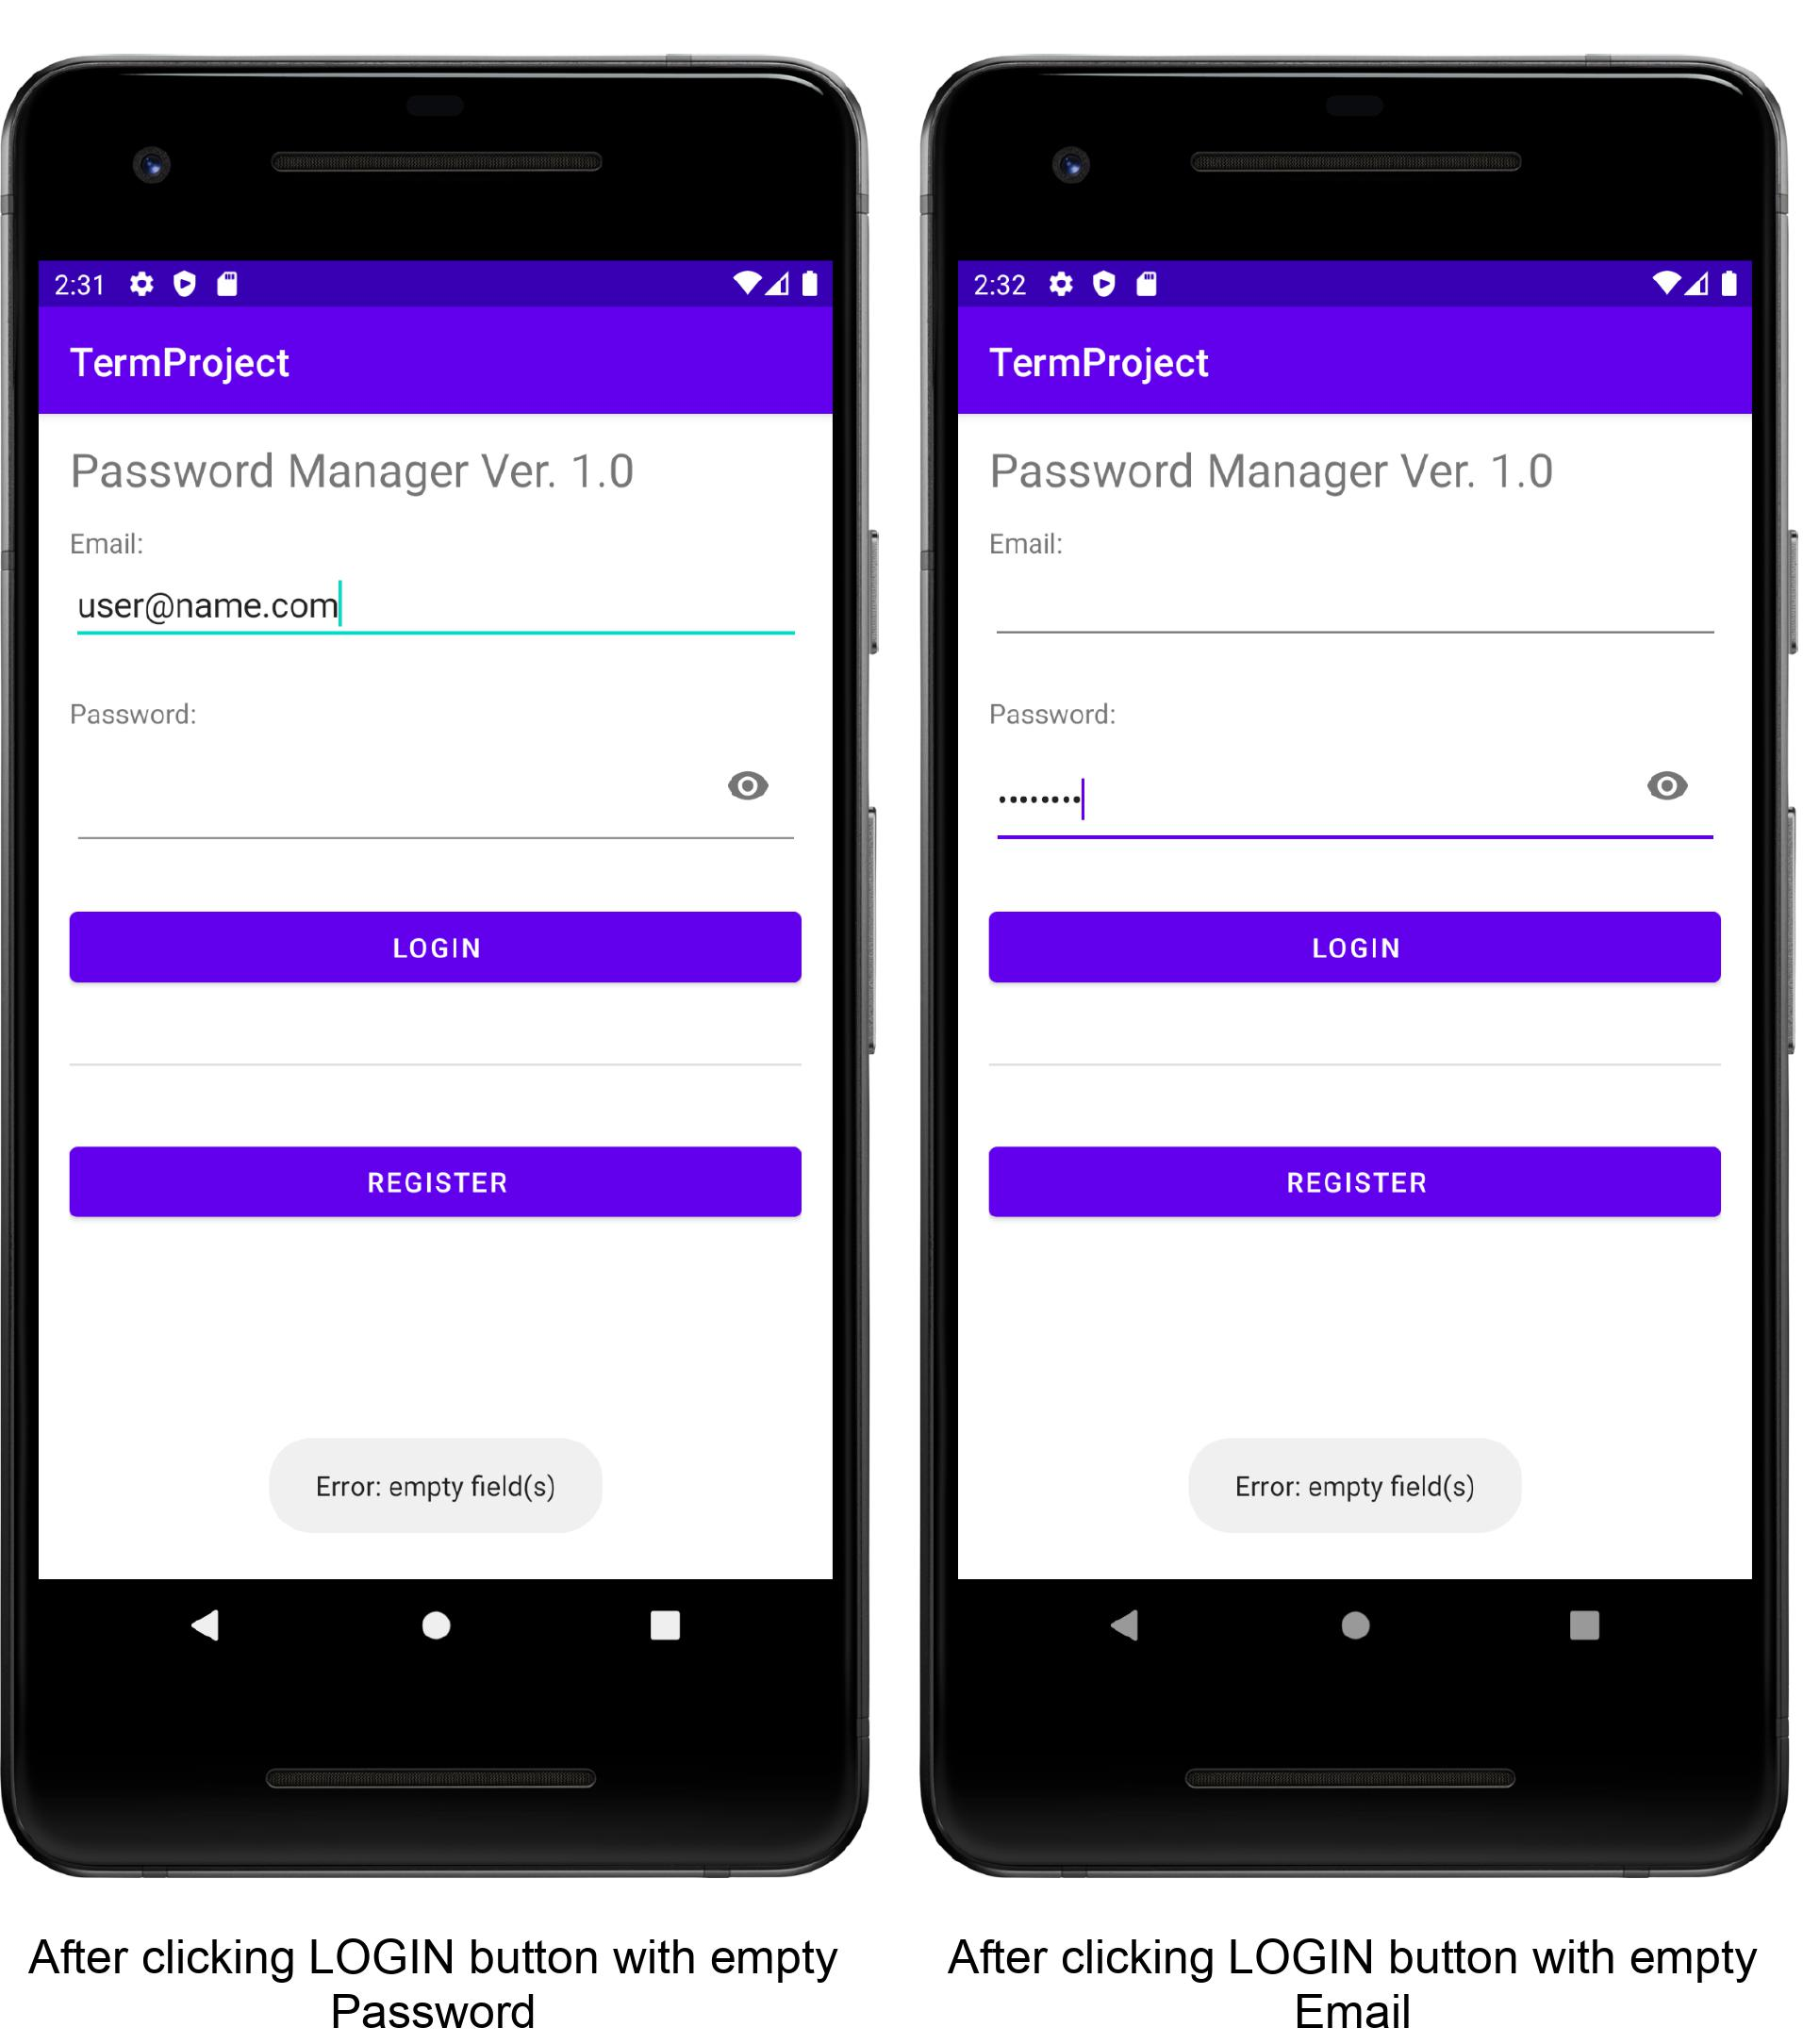 2:31
TermProject
Password Manager Ver. 1.0
Email:
user@name.com
Password:
LOGIN
REGISTER
Error: empty field(s)
After clicking LOGIN button with empty
Password
2:32
TermProject
Password Manager Ver. 1.0
Email:
Password:
••••••••
LOGIN
REGISTER
Error: empty field(s)
After clicking LOGIN button with empty
Email